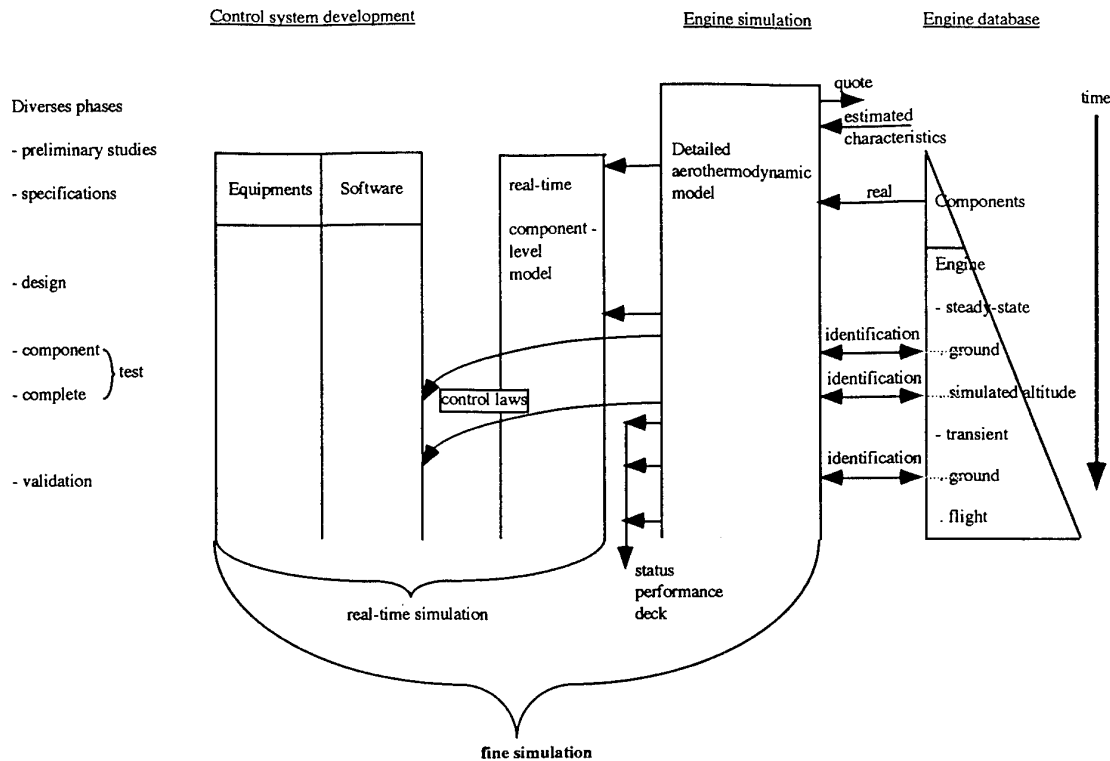 Control system development
Engine simulation
Engine database
Diverses phases
- preliminary studies
- specifications
- design
- component
- complete
test
- validation
Equipments
Software
real-time
component -
level
model
control laws
Detailed
aerothermodynamic
model
quote
estimated
characteristics
real
identification
identification
identification
Components
Engine
- steady-state
. ground
. simulated altitude
- transient
. ground
. flight
time
status
performance
deck
real-time simulation
fine simulation